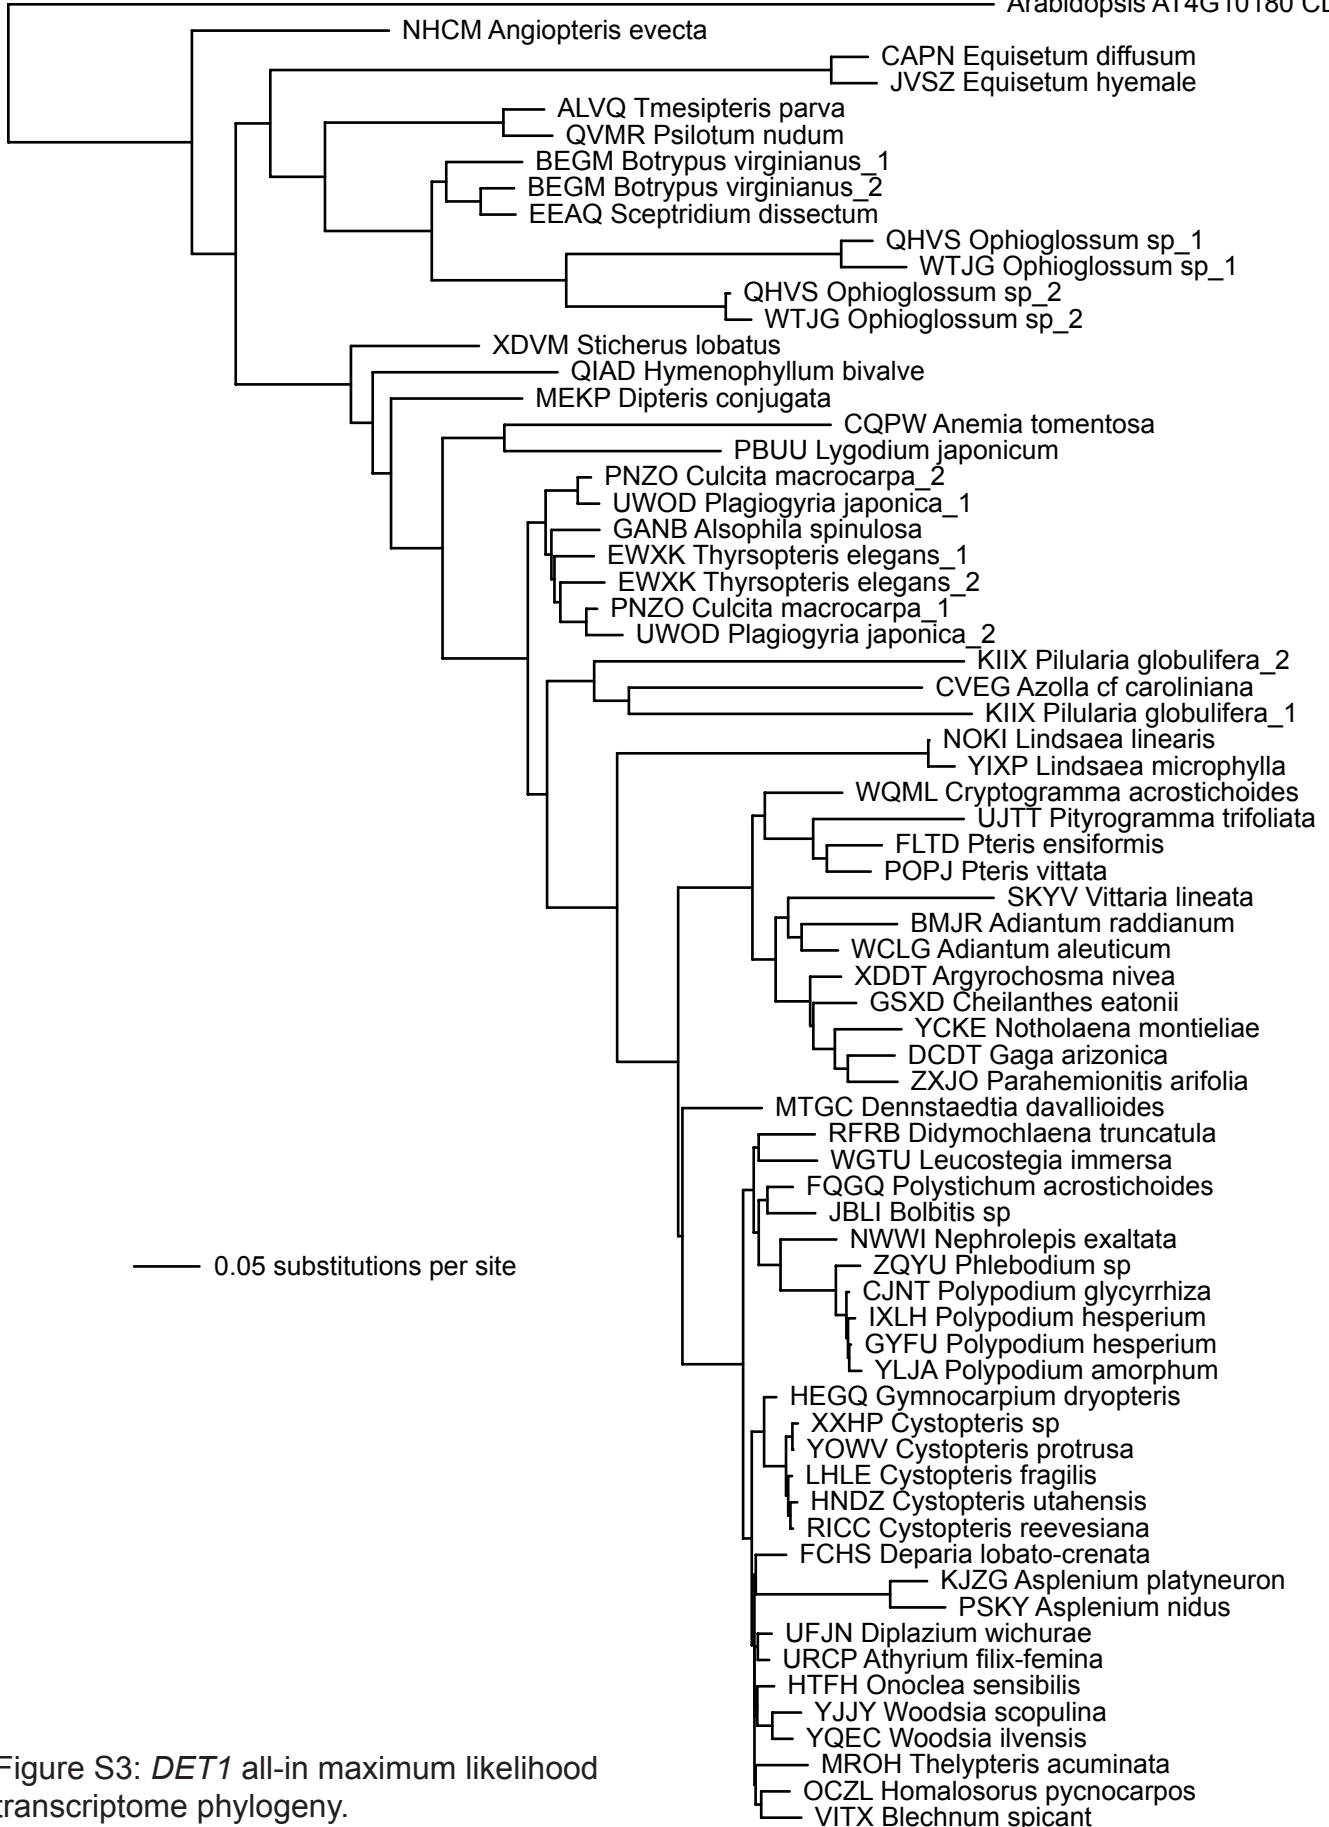 Arabidopsis AT4G10180
NHCM Angiopteris evecta
CAPN Equisetum diffusum
JVSZ Equisetum hyemale
ALVQ Tmesipteris parva
QVMR Psilotum nudum
BEGM Botrypus virginianus_1
BEGM Botrypus virginianus_2
EEAQ Sceptridium dissectum
QHVS Ophioglossum sp_1
WTJG Ophioglossum sp_1
QHVS Ophioglossum sp_2
WTJG Ophioglossum sp_2
XDVM Sticherus lobatus
QIAD Hymenophyllum bivalve
MEKP Dipteris conjugata
CQPW Anemia tomentosa
PBUU Lygodium japonicum
PNZO Culcita macrocarpa_2
UWOD Plagiogyria japonica_1
GANB Alsophila spinulosa
EWXK Thyrsopteris elegans_1
EWXK Thyrsopteris elegans_2
PNZO Culcita macrocarpa_1
UWOD Plagiogyria japonica_2
KIIX Pilularia globulifera_2
CVEG Azolla cf caroliniana
KIIX Pilularia globulifera_1
NOKI Lindsaea linearis
YIXP Lindsaea microphylla
WQML Cryptogramma acrostichoides
UJTT Pityrogramma trifoliata
FLTD Pteris ensiformis
POPJ Pteris vittata
SKYV Vittaria lineata
BMJR Adiantum raddianum
WCLG Adiantum aleuticum
XDDT Argyrochosma nivea
GSXD Cheilanthes eatonii
YCKE Notholaena montieliae
DCDT Gaga arizonica
ZXJO Parahemionitis arifolia
MTGC Dennstaedtia davallioides
RFRB Didymochlaena truncatula
WGTU Leucostegia immersa
FQGQ Polystichum acrostichoides
JBLI Bolbitis sp
NWWI Nephrolepis exaltata
ZQYU Phlebodium sp
0.05 substitutions per site
CJNT Polypodium glycyrrhiza
IXLH Polypodium hesperium
GYFU Polypodium hesperium
YLJA Polypodium amorphum
HEGQ Gymnocarpium dryopteris
XXHP Cystopteris sp
YOWV Cystopteris protrusa
LHLE Cystopteris fragilis
HNDZ Cystopteris utahensis
RICC Cystopteris reevesiana
FCHS Deparia lobato-crenata
KJZG Asplenium platyneuron
PSKY Asplenium nidus
UFJN Diplazium wichurae
URCP Athyrium filix-femina
HTFH Onoclea sensibilis
YJJY Woodsia scopulina
YQEC Woodsia ilvensis
MROH Thelypteris acuminata
OCZL Homalosorus pycnocarpos
VITX Blechnum spicant
Figure S3: DET1 all-in maximum likelihood
transcriptome phylogeny.